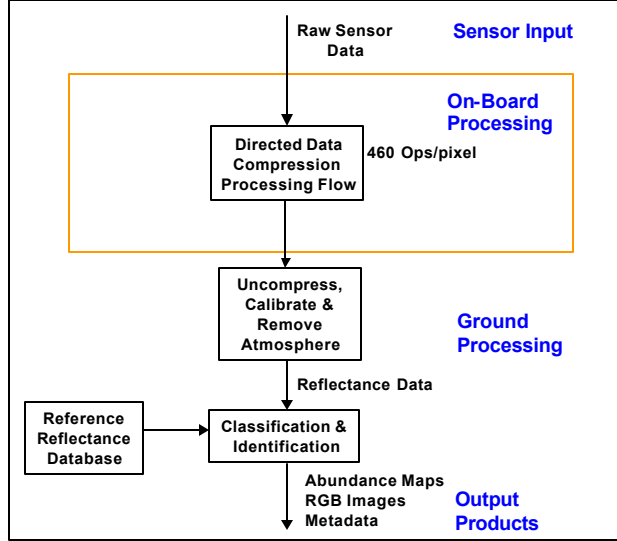 Raw Sensor
Data
Sensor Input
On-Board
Processing
Directed Data
Compression
Processing Flow
460 Ops/pixel
Uncompress,
Calibrate &
Remove
Atmosphere
Ground
Processing
Reflectance Data
Reference
Reflectance
Database
Classification &
Identification
Abundance Maps
RGB Images
Metadata
Output
Products